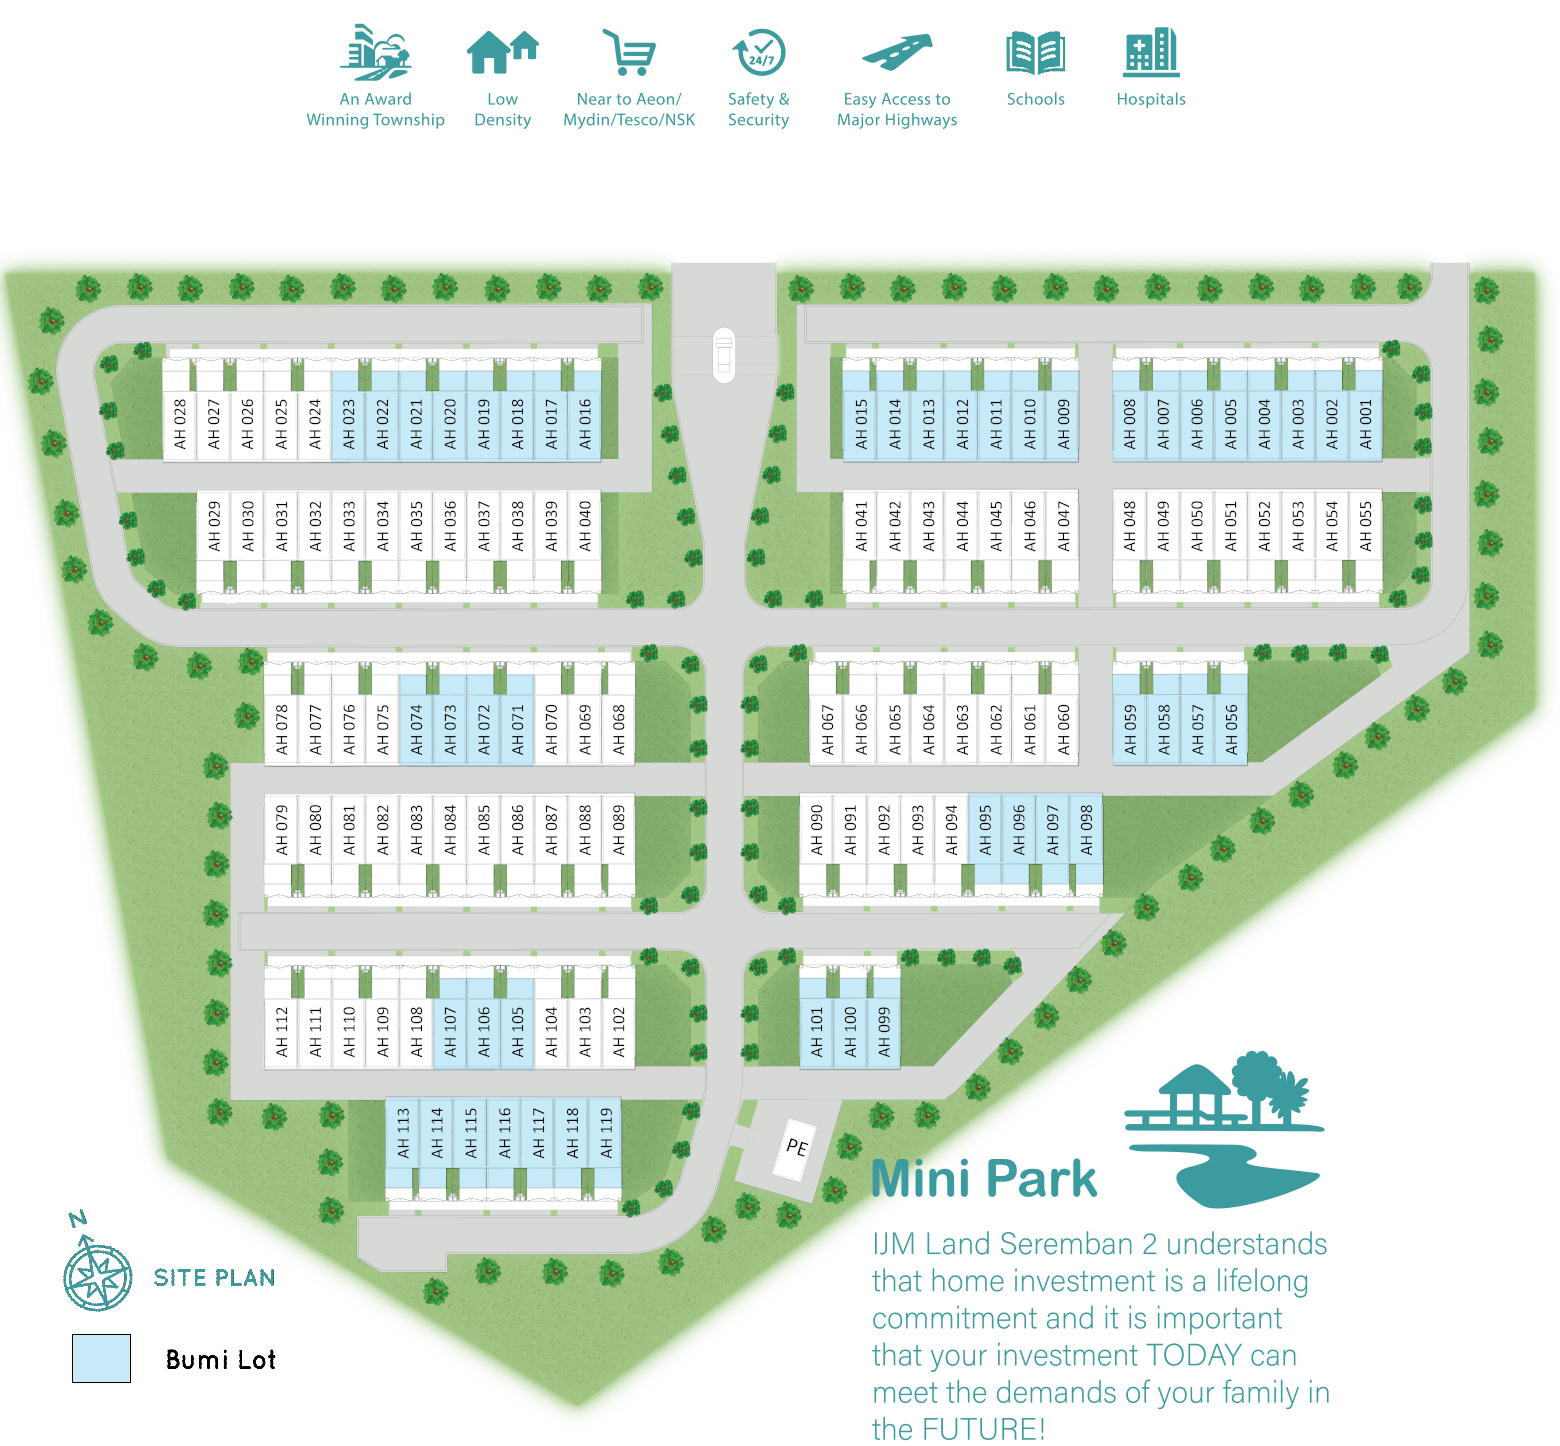 24/7
An Award
Winning Township
Low
Density
Near to Aeon/
Mydin/Tesco/NSK
Safety &
Security
Easy Access to
Major Highways
Schools
Hospitals
AH 028 AH 027 AH 026 AH 025 AH 024 AH 023 AH 022 AH 021 AH 020 AH 019 AH 018 AH 017 AH 016
AH 015 AH 014 AH 013 AH 012 AH 011 AH 010 AH 009
AH 008 AH 007 AH 006 AH 005 AH 004 AH 003 AH 002 AH 001
AH 029 AH 030 AH 031 AH 032 AH 033 AH 034 AH 035 AH 036 AH 037 AH 038 AH 039 AH 040
AH 041 AH 042 AH 043 AH 044 AH 045 AH 046 AH 047
AH 048 AH 049 AH 050 AH 051 AH 052 AH 053 AH 054 AH 055
AH 078 AH 077 AH 076 AH 075 AH 074 AH 073 AH 072 AH 071 AH 070 AH 069 AH 068
AH 067 AH 066 AH 065 AH 064 AH 063 AH 062 AH 061 AH 060
AH 059 AH 058 AH 057 AH 056
AH 079 AH 080 AH 081 AH 082 AH 083 AH 084 AH 085 AH 086 AH 087 AH 088 AH 089
AH 090 AH 091 AH 092 AH 093 AH 094 AH 095 AH 096 AH 097 AH 098
AH 112 AH 111 AH 110 AH 109 AH 108 AH 107 AH 106 AH 105 AH 104 AH 103 AH 102
AH 101 AH 100 AH 099
AH 113 AH 114 AH 115 AH 116 AH 117 AH 118 AH 119
PE
Mini Park
IJM Land Seremban 2 understands
that home investment is a lifelong
commitment and it is important
that your investment TODAY can
meet the demands of your family in
the FUTURE!
N
SITE PLAN
Bumi Lot